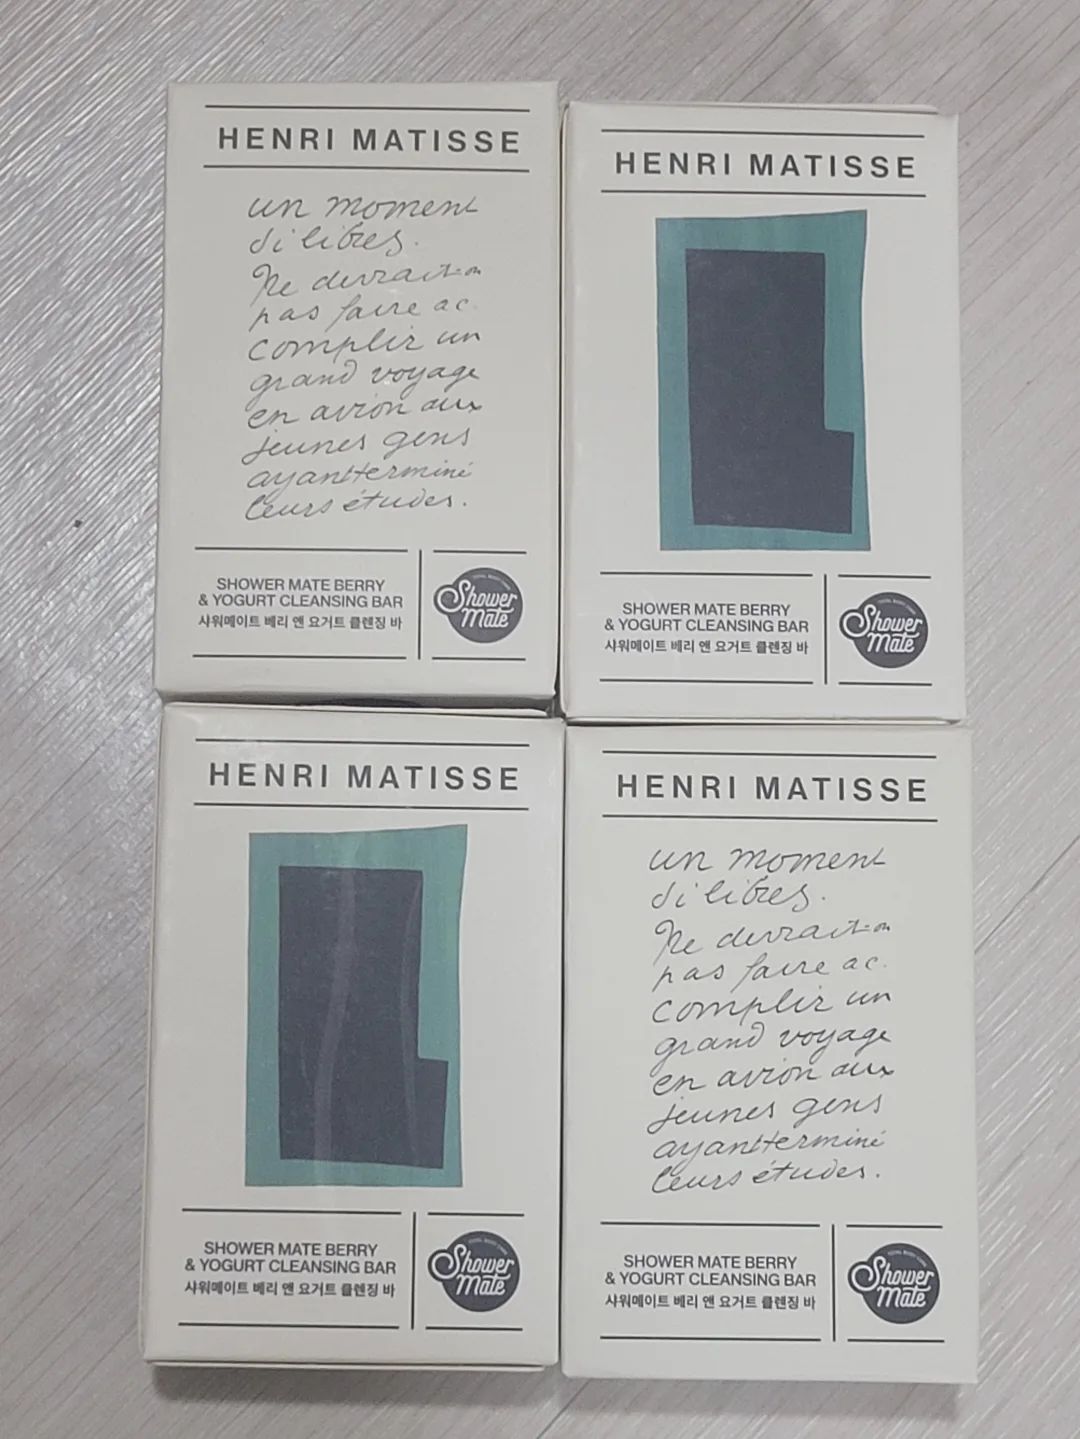 HENRI MATISSE
un moment
di libres.
Ne devrait-on
pas faire ac-
complir un
grand voyage
en avion aux
jeunes gens
ayant terminé
leurs études.
SHOWER MATE BERRY
& YOGURT CLEANSING BAR
샤워메이트 베리 앤 요거트 클렌징 바
Shower
Mate
HENRI MATISSE
SHOWER MATE BERRY
& YOGURT CLEANSING BAR
샤워메이트 베리 앤 요거트 클렌징 바
Shower
Mate
HENRI MATISSE
SHOWER MATE BERRY
& YOGURT CLEANSING BAR
샤워메이트 베리 앤 요거트 클렌징 바
Shower
Mate
HENRI MATISSE
un moment
di libres.
Ne devrait-on
pas faire ac-
complir un
grand voyage
en avion aux
jeunes gens
ayant terminé
leurs études.
SHOWER MATE BERRY
& YOGURT CLEANSING BAR
샤워메이트 베리 앤 요거트 클렌징 바
Shower
Mate